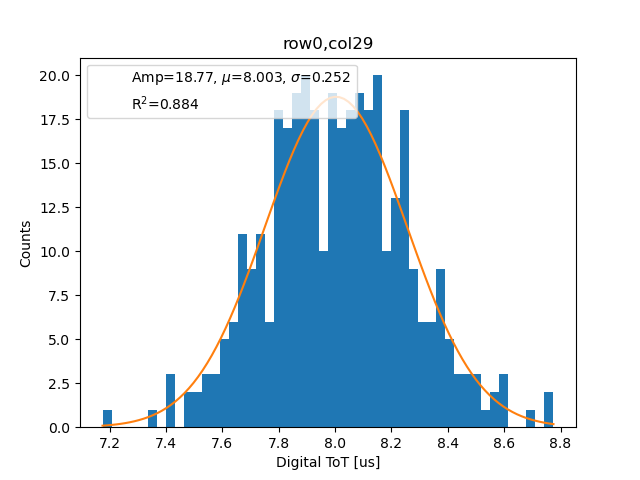 row0,col29
Amp=18.77, μ=8.003, σ=0.252
R²=0.884
20.0
17.5
15.0
12.5
10.0
7.5
5.0
2.5
0.0
Counts
7.2 7.4 7.6 7.8 8.0 8.2 8.4 8.6 8.8
Digital ToT [us]